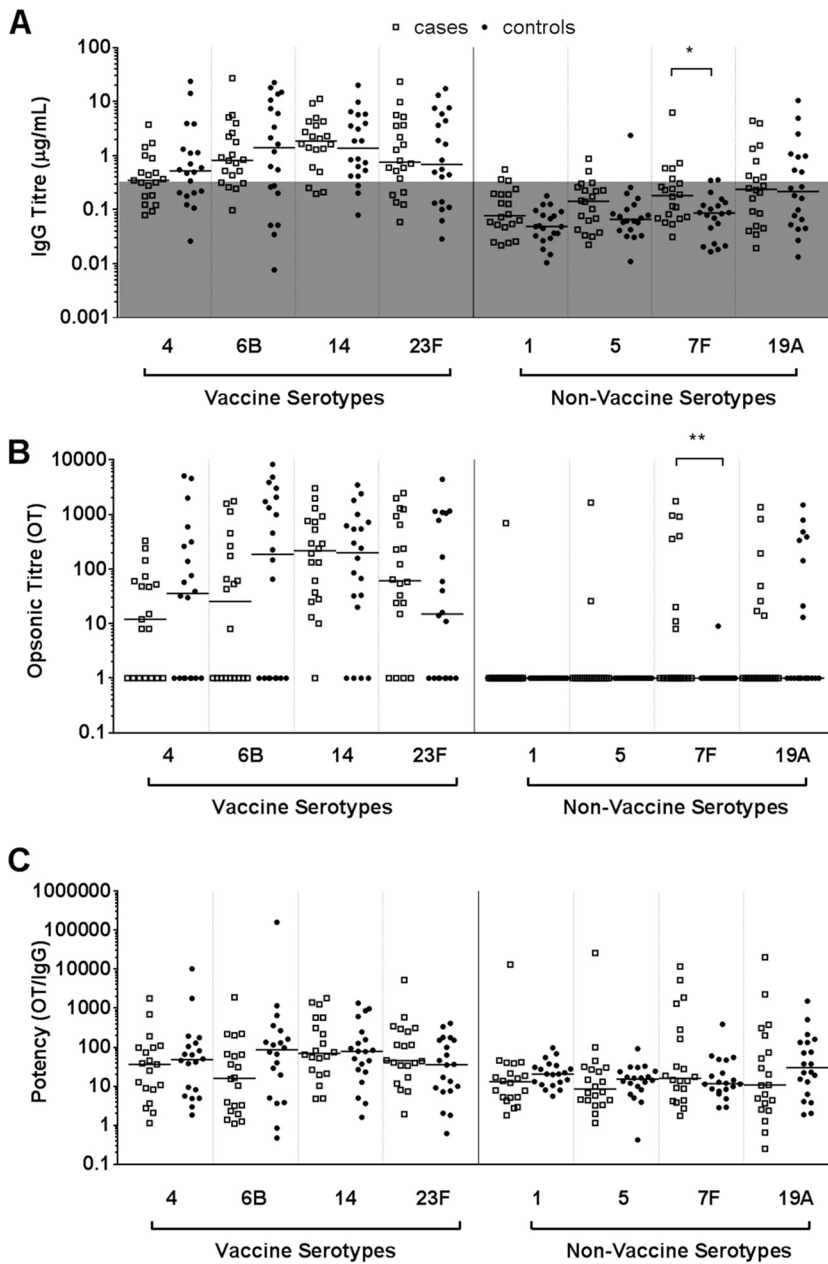 A
□ cases • controls
100
10
1
0.1
0.01
0.001
IgG Titre (µg/mL)
*
4 6B 14 23F 1 5 7F 19A
Vaccine Serotypes Non-Vaccine Serotypes
B
10000
1000
100
10
1
0.1
Opsonic Titre (OT)
**
4 6B 14 23F 1 5 7F 19A
Vaccine Serotypes Non-Vaccine Serotypes
C
1000000
100000
10000
1000
100
10
1
0.1
Potency (OT/IgG)
4 6B 14 23F 1 5 7F 19A
Vaccine Serotypes Non-Vaccine Serotypes